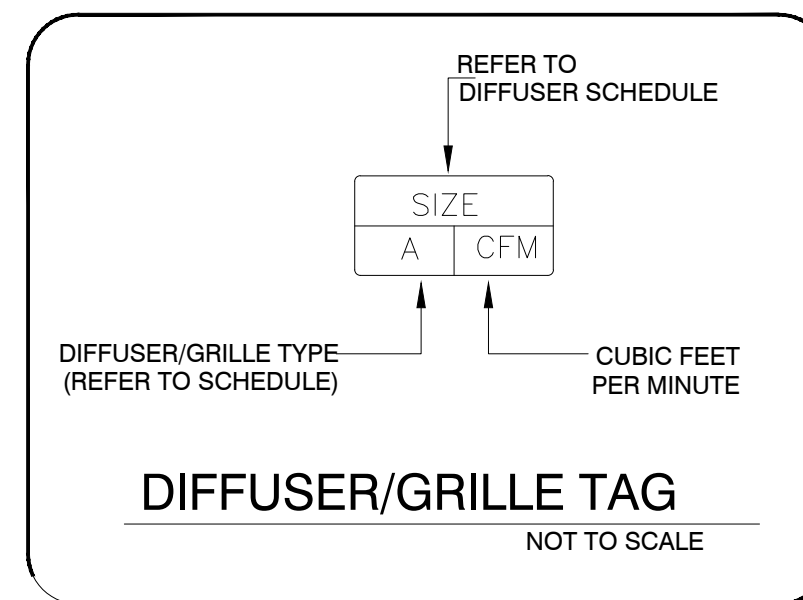 REFER TO
DIFFUSER SCHEDULE
SIZE
A
CFM
DIFFUSER/GRILLE TYPE
(REFER TO SCHEDULE)
CUBIC FEET
PER MINUTE
DIFFUSER/GRILLE TAG
NOT TO SCALE